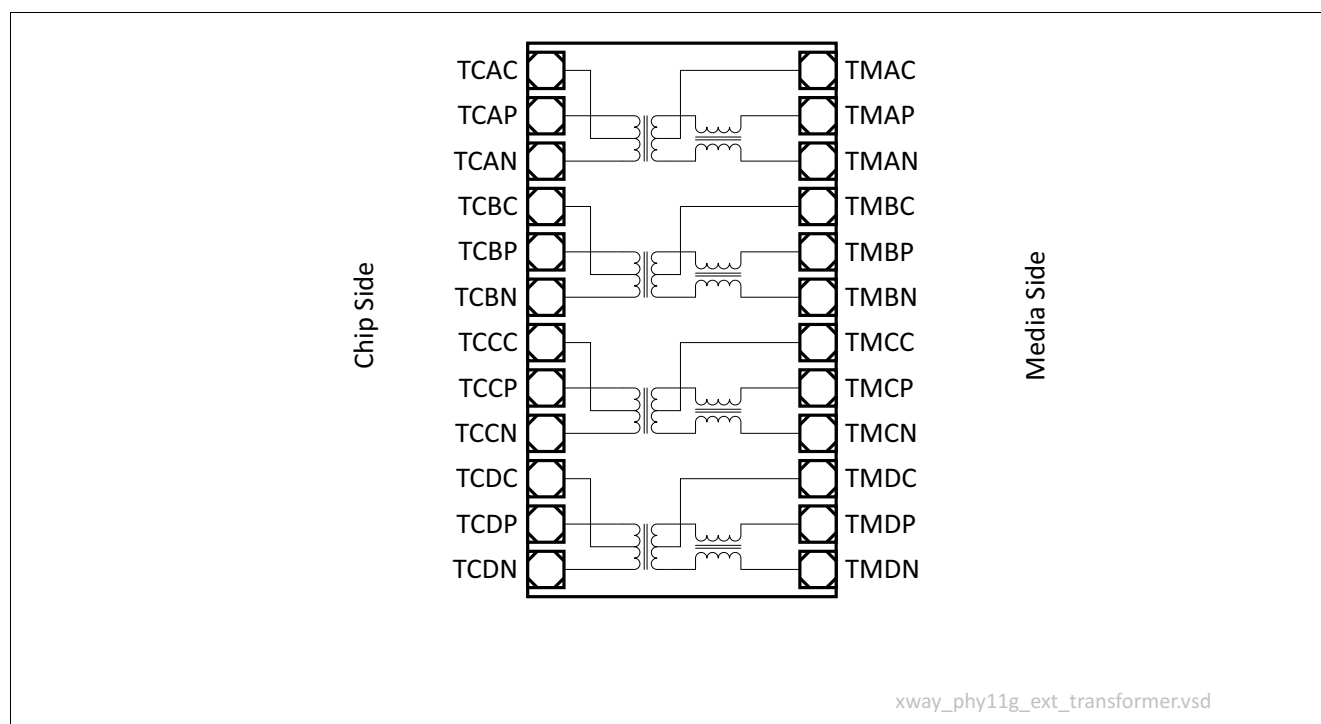 TCAC
TCAP
TCAN
TCBC
TCBP
TCBN
TCCC
TCCP
TCCN
TCDC
TCDP
TCDN
Chip Side
TMAC
TMAP
TMAN
TMBC
TMBP
TMBN
TMCC
TMCP
TMCN
TMDC
TMDP
TMDN
Media Side
xway_phy11g_ext_transformer.vsd